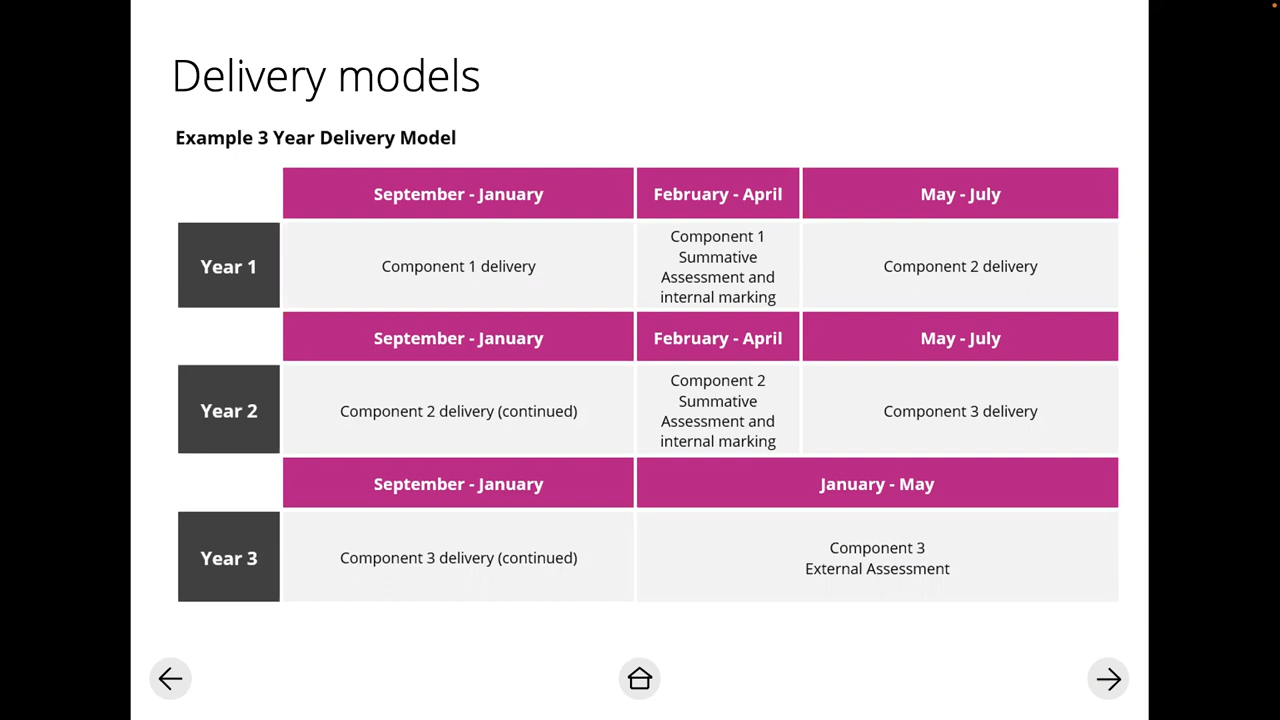 Delivery models
Example 3 Year Delivery Model
September - January
February - April
May - July
Year 1
Component 1 delivery
Component 1
Summative
Assessment and
internal marking
Component 2 delivery
September - January
February - April
May - July
Year 2
Component 2 delivery (continued)
Component 2
Summative
Assessment and
internal marking
Component 3 delivery
September - January
January - May
Year 3
Component 3 delivery (continued)
Component 3
External Assessment